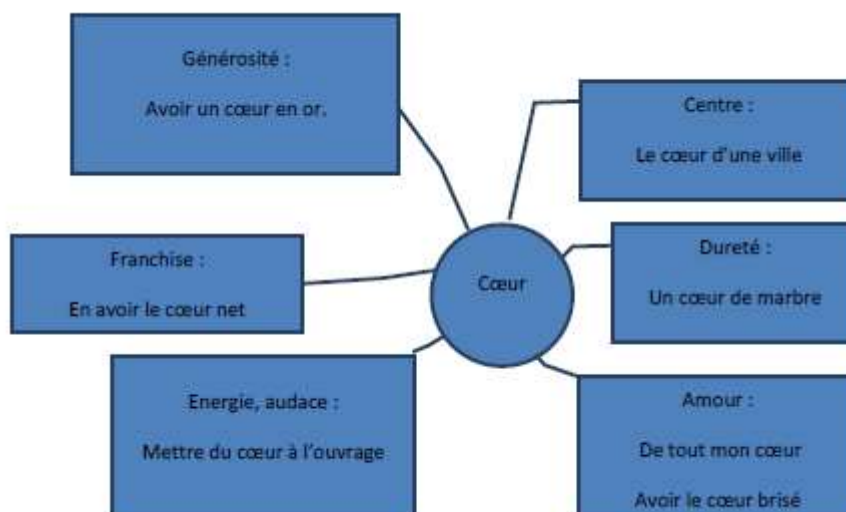 Générosité :
Avoir un cœur en or.
Centre :
Le cœur d'une ville
Franchise :
En avoir le cœur net
Cœur
Dureté :
Un cœur de marbre
Energie, audace :
Mettre du cœur à l'ouvrage
Amour :
De tout mon cœur
Avoir le cœur brisé